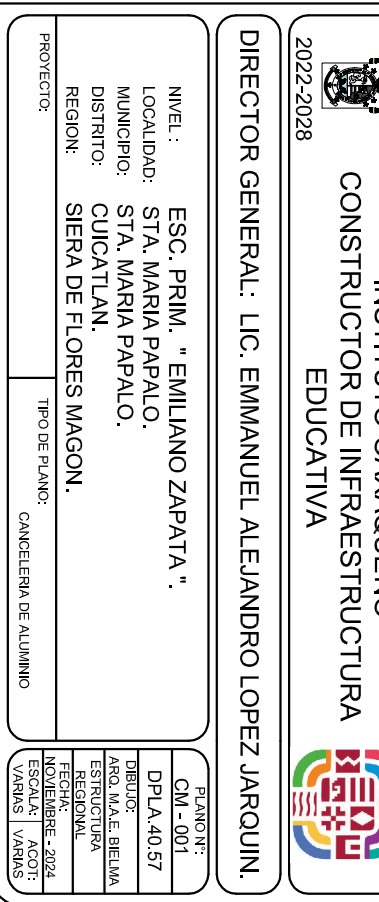 CONSTRUCTOR DE INFRAESTRUCTURA
EDUCATIVA
2022-2028
DIRECTOR GENERAL: LIC. EMMANUEL ALEJANDRO LOPEZ JARQUIN.
NIVEL : ESC. PRIM. " EMILIANO ZAPATA ".
LOCALIDAD: STA. MARIA PAPALO.
MUNICIPIO: STA. MARIA PAPALO.
DISTRITO: CUICATLAN.
REGION: SIERA DE FLORES MAGON.
PROYECTO:
TIPO DE PLANO:
CANCELERIA DE ALUMINIO
PLANO N°:
CM - 001
DPLA.40.57
DIBUJO:
ARQ. M.A.E. BIELMA
ESTRUCTURA
REGIONAL
FECHA:
NOVIEMBRE - 2024
ESCALA: ACOT:
VARIAS VARIAS